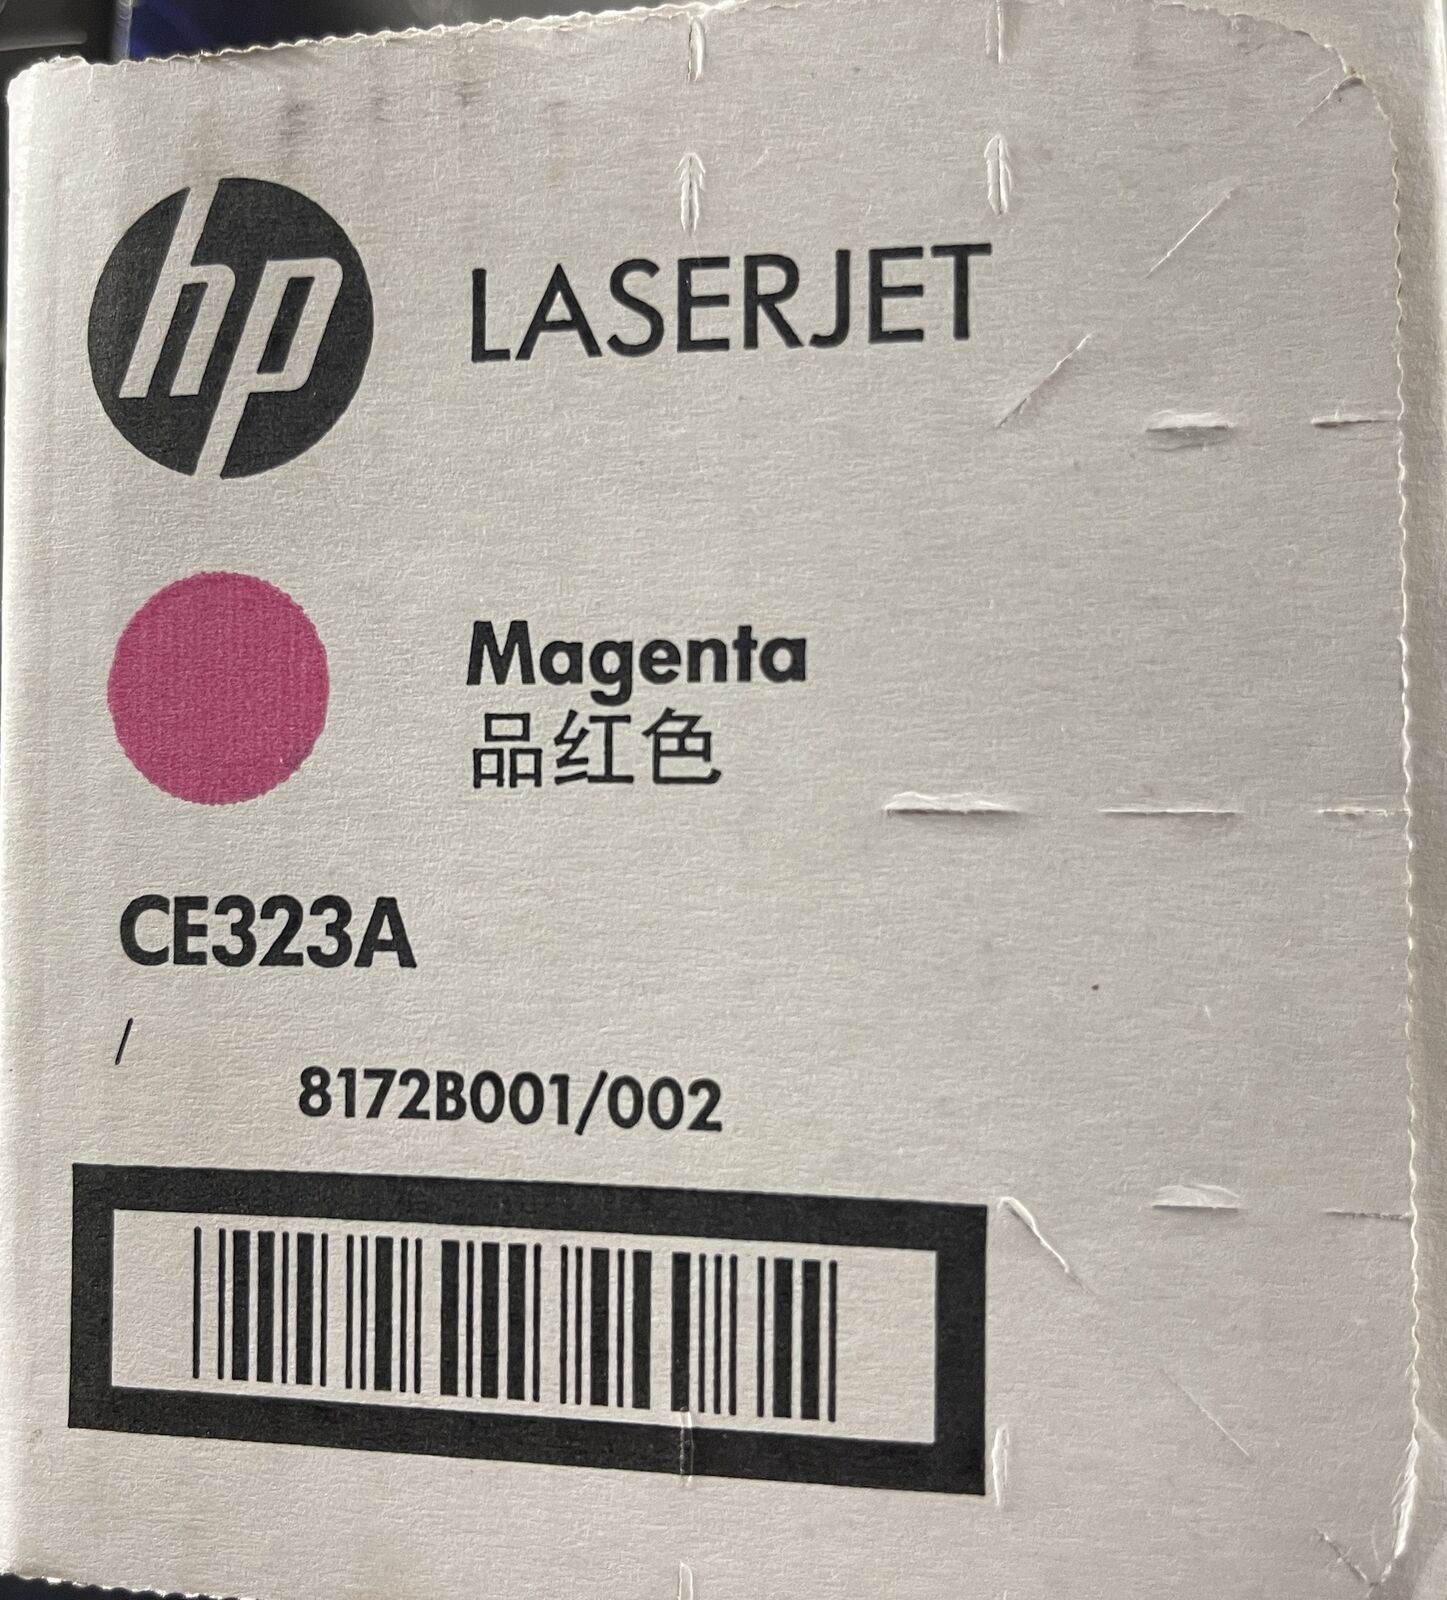 hp LASERJET
Magenta
品红色
CE323A
/
8172B001/002